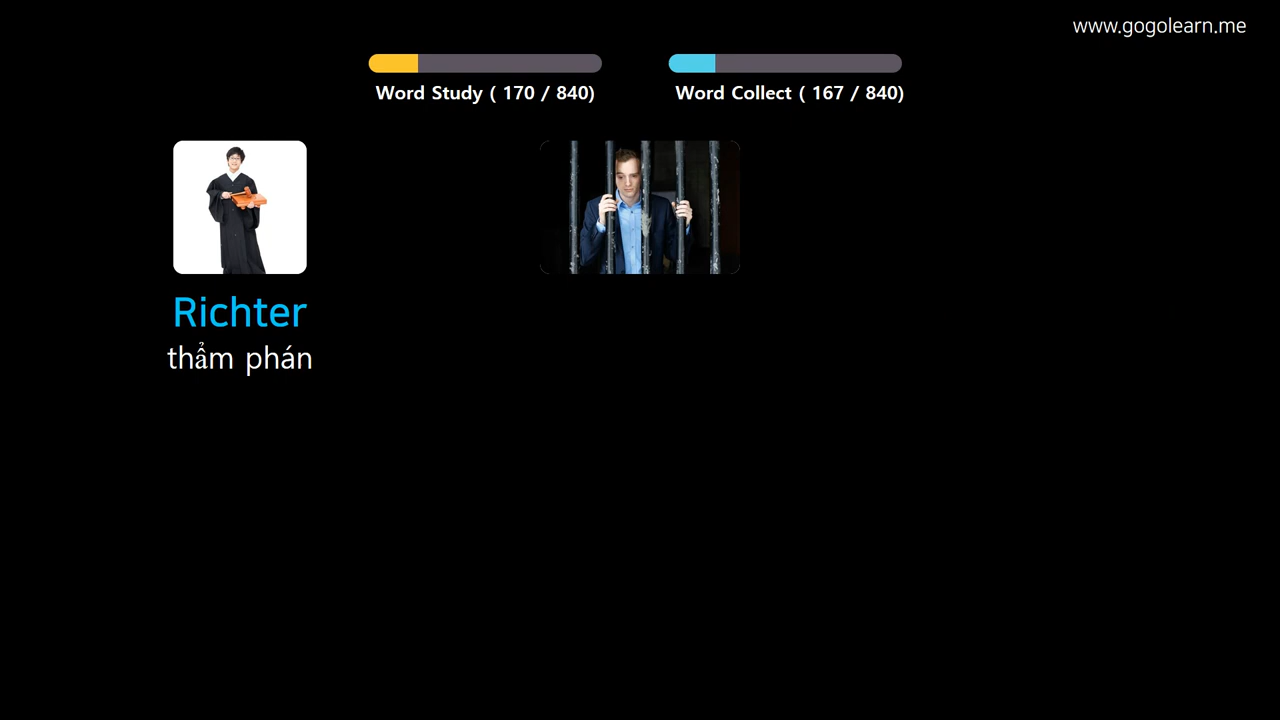 www.gogolearn.me
Word Study ( 170 / 840)
Word Collect ( 167 / 840)
Richter
thẩm phán